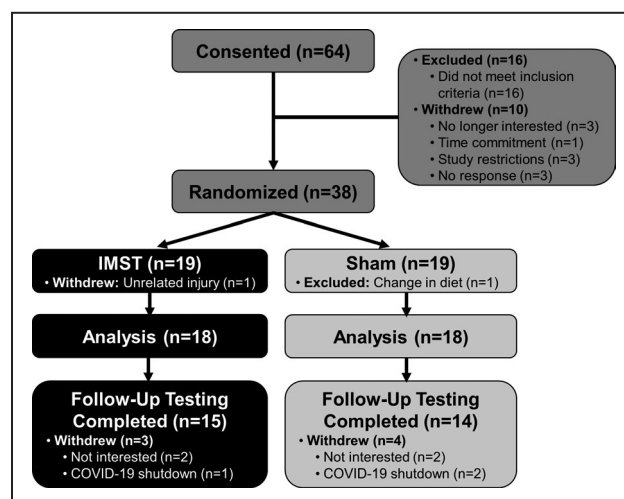 Consented (n=64)
• Excluded (n=16)
• Did not meet inclusion
criteria (n=16)
• Withdrew (n=10)
• No longer interested (n=3)
• Time commitment (n=1)
• Study restrictions (n=3)
• No response (n=3)
Randomized (n=38)
IMST (n=19)
• Withdrew: Unrelated injury (n=1)
Sham (n=19)
• Excluded: Change in diet (n=1)
Analysis (n=18)
Analysis (n=18)
Follow-Up Testing
Completed (n=15)
• Withdrew (n=3)
• Not interested (n=2)
• COVID-19 shutdown (n=1)
Follow-Up Testing
Completed (n=14)
• Withdrew (n=4)
• Not interested (n=2)
• COVID-19 shutdown (n=2)